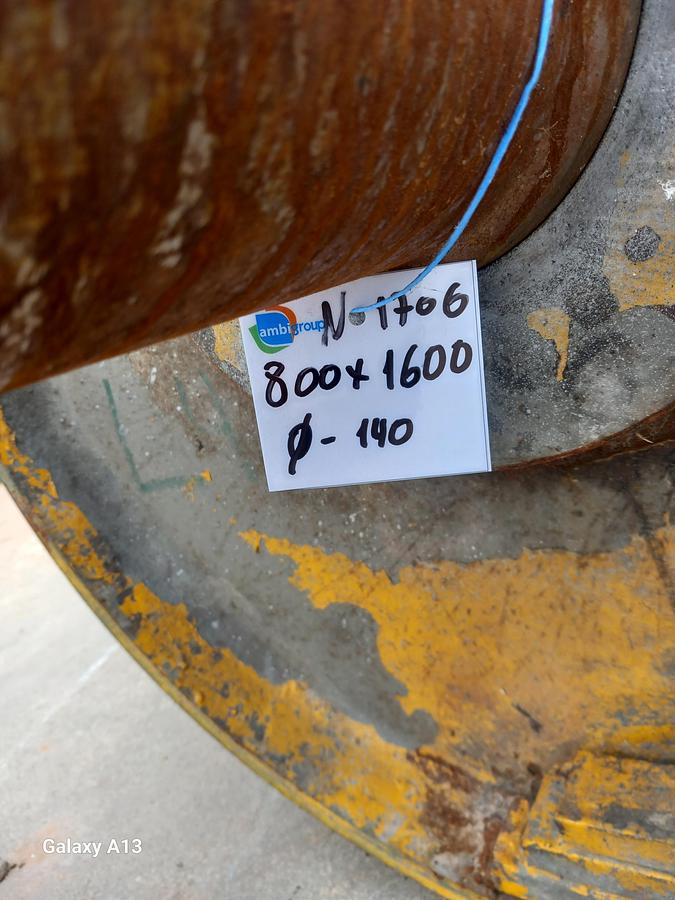 ambigroup N° 1706
800x1600
Ø- 140
Galaxy A13